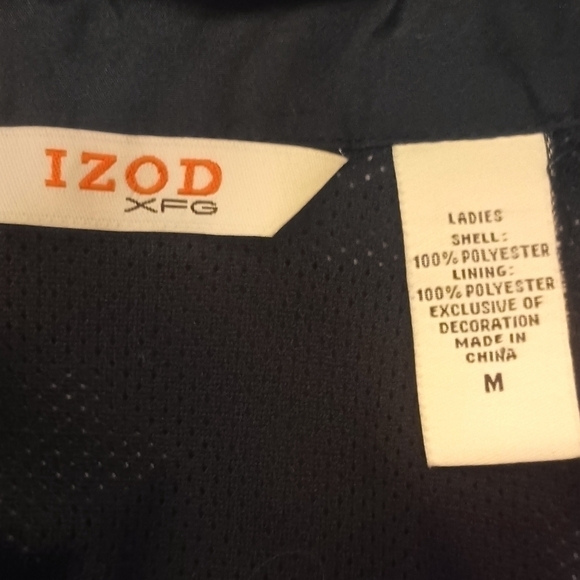 IZOD
XFG
LADIES
SHELL:
100% POLYESTER
LINING:
100% POLYESTER
EXCLUSIVE OF
DECORATION
MADE IN
CHINA
M